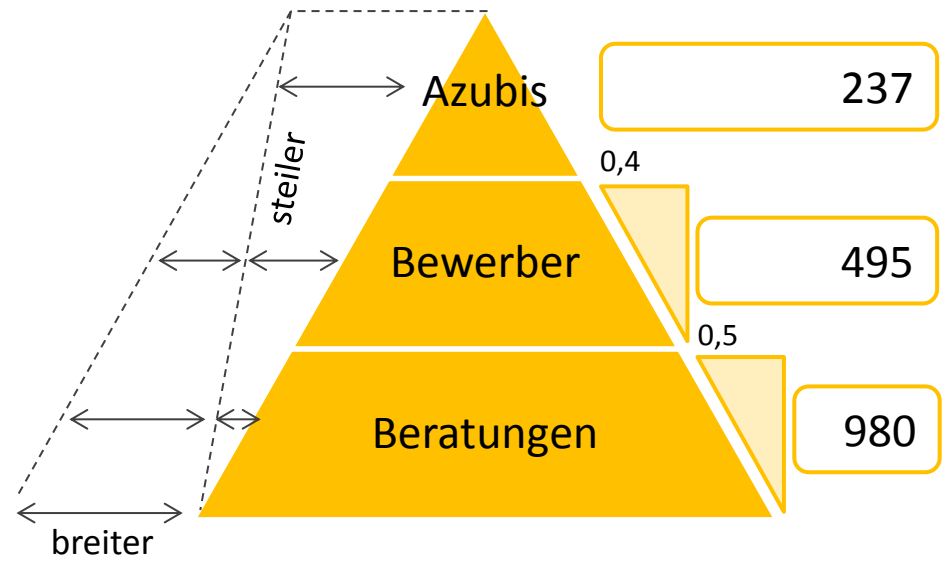 Azubis
237
0,4
steiler
Bewerber
495
0,5
Beratungen
980
breiter